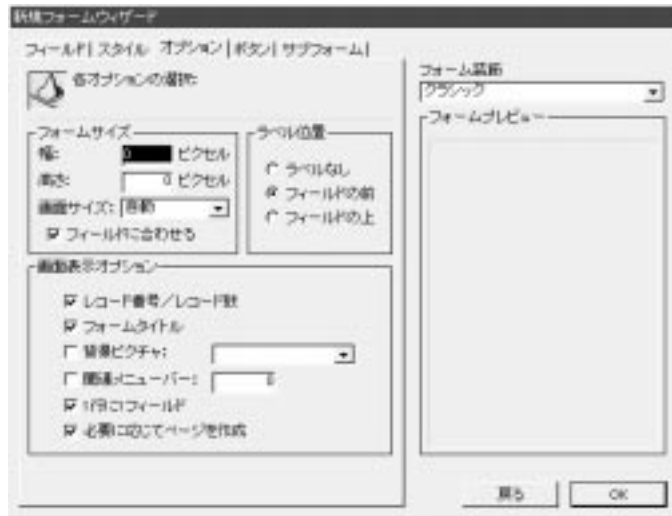 新規フォームウィザード
フィールド スタイル オプション ボタン サブフォーム
各オプションの選択:
フォーム装飾
クラシック
フォームプレビュー
フォームサイズ
幅: 0 ピクセル
高さ: 0 ピクセル
画面サイズ: 自動
フィールドに合わせる
ラベル位置
ラベルなし
フィールドの前
フィールドの上
画面表示オプション
レコード番号／レコード数
フォームタイトル
背景ピクチャ:
関連メニューバー: 0
1行に1フィールド
必要に応じてページを作成
戻る OK